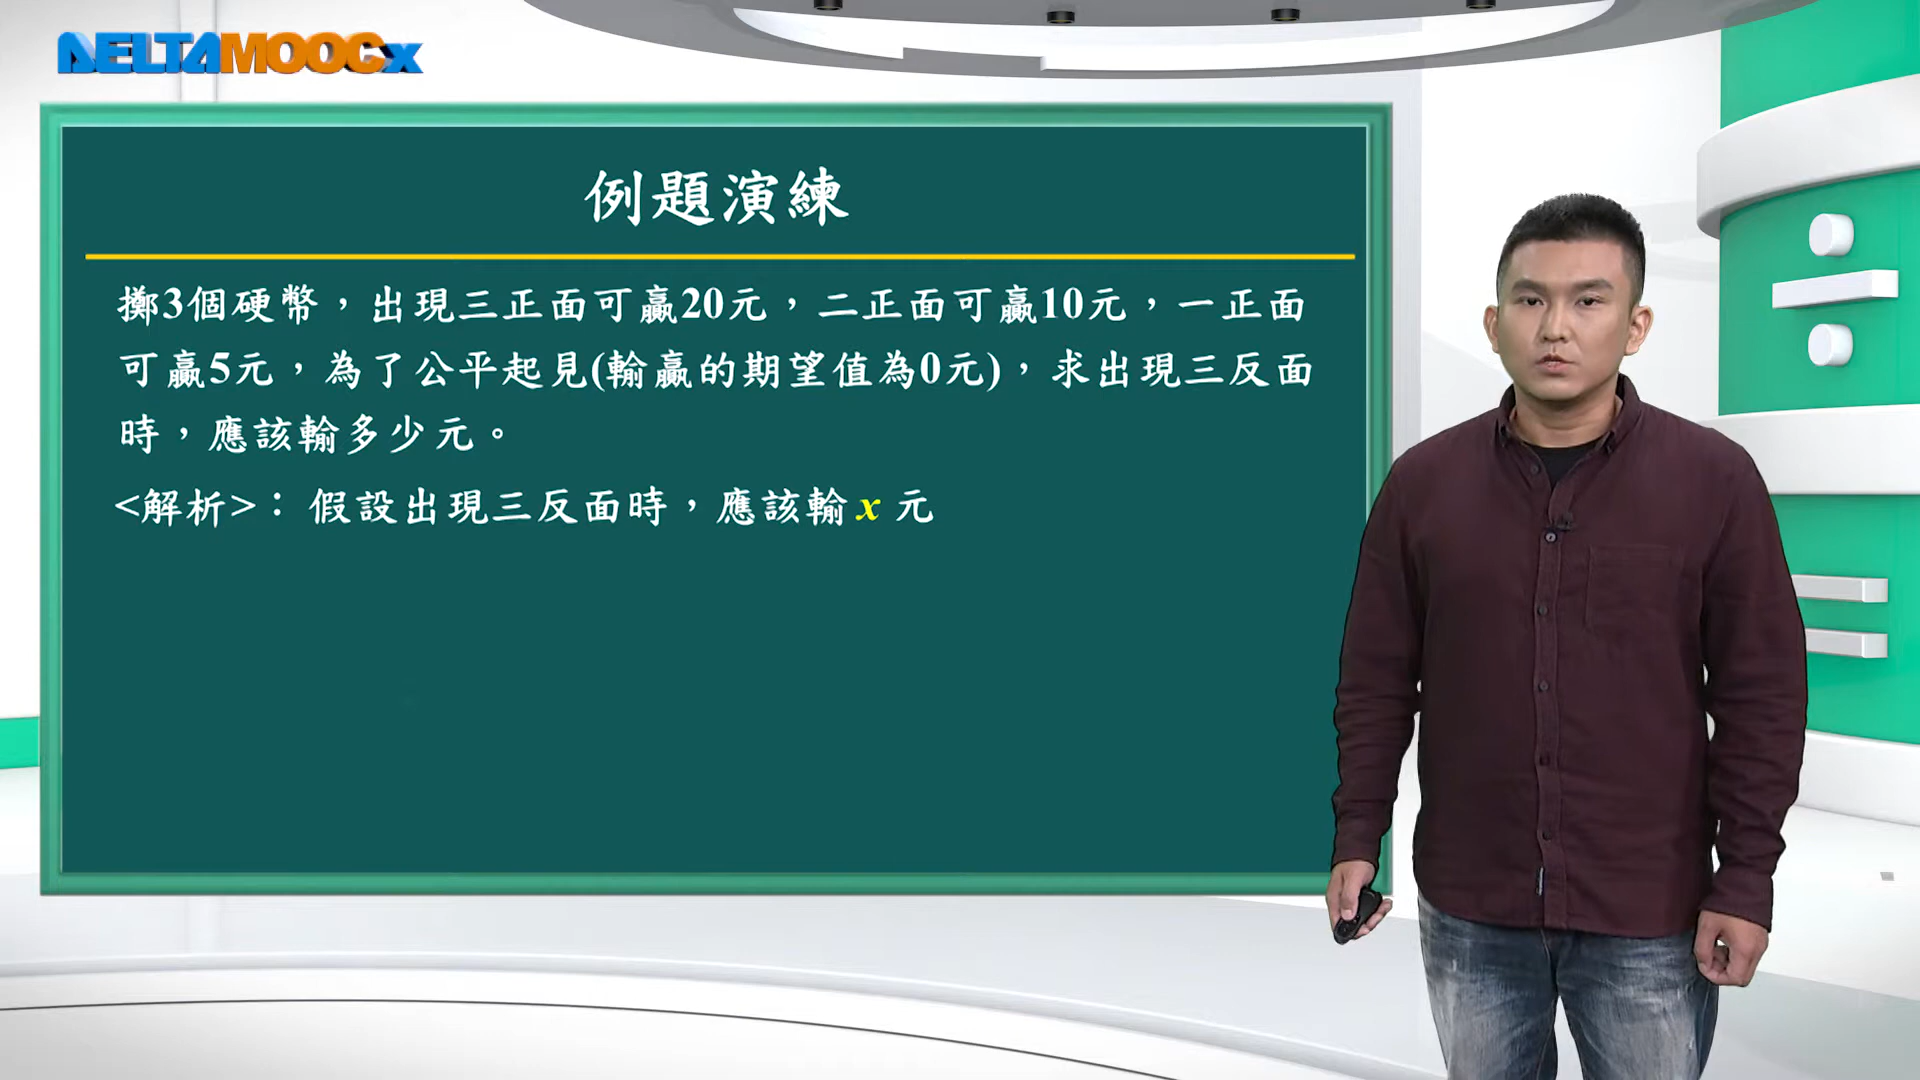 DELTAMOOCx
例題演練
擲3個硬幣，出現三正面可贏20元，二正面可贏10元，一正面
可贏5元，為了公平起見(輸贏的期望值為0元)，求出現三反面
時，應該輸多少元。
<解析>： 假設出現三反面時，應該輸 x 元